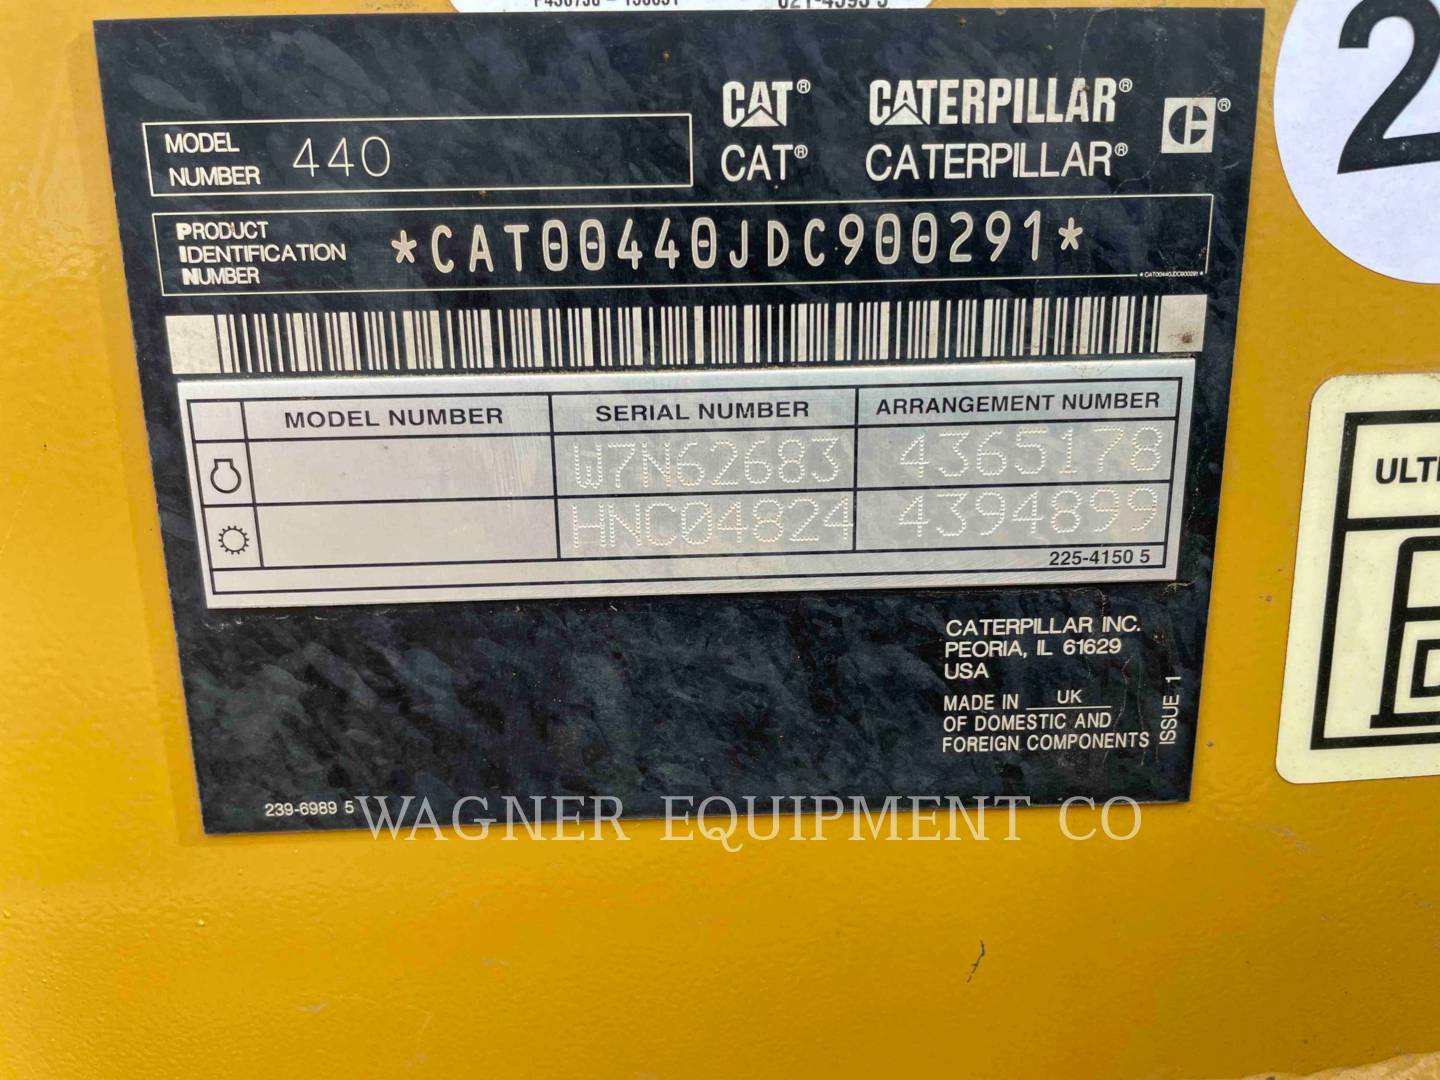 CAT® CATERPILLAR®
CAT® CATERPILLAR® ®
MODEL
NUMBER 440
PRODUCT
IDENTIFICATION
NUMBER
*CAT00440JDC900291*
*CAT00440JDC900291*
MODEL NUMBER SERIAL NUMBER ARRANGEMENT NUMBER
W7N62683 4365178
HNC04824 4394899
225-4150 5
CATERPILLAR INC.
PEORIA, IL 61629
USA
MADE IN UK
OF DOMESTIC AND
FOREIGN COMPONENTS
ISSUE 1
239-6989 5
WAGNER EQUIPMENT CO
2